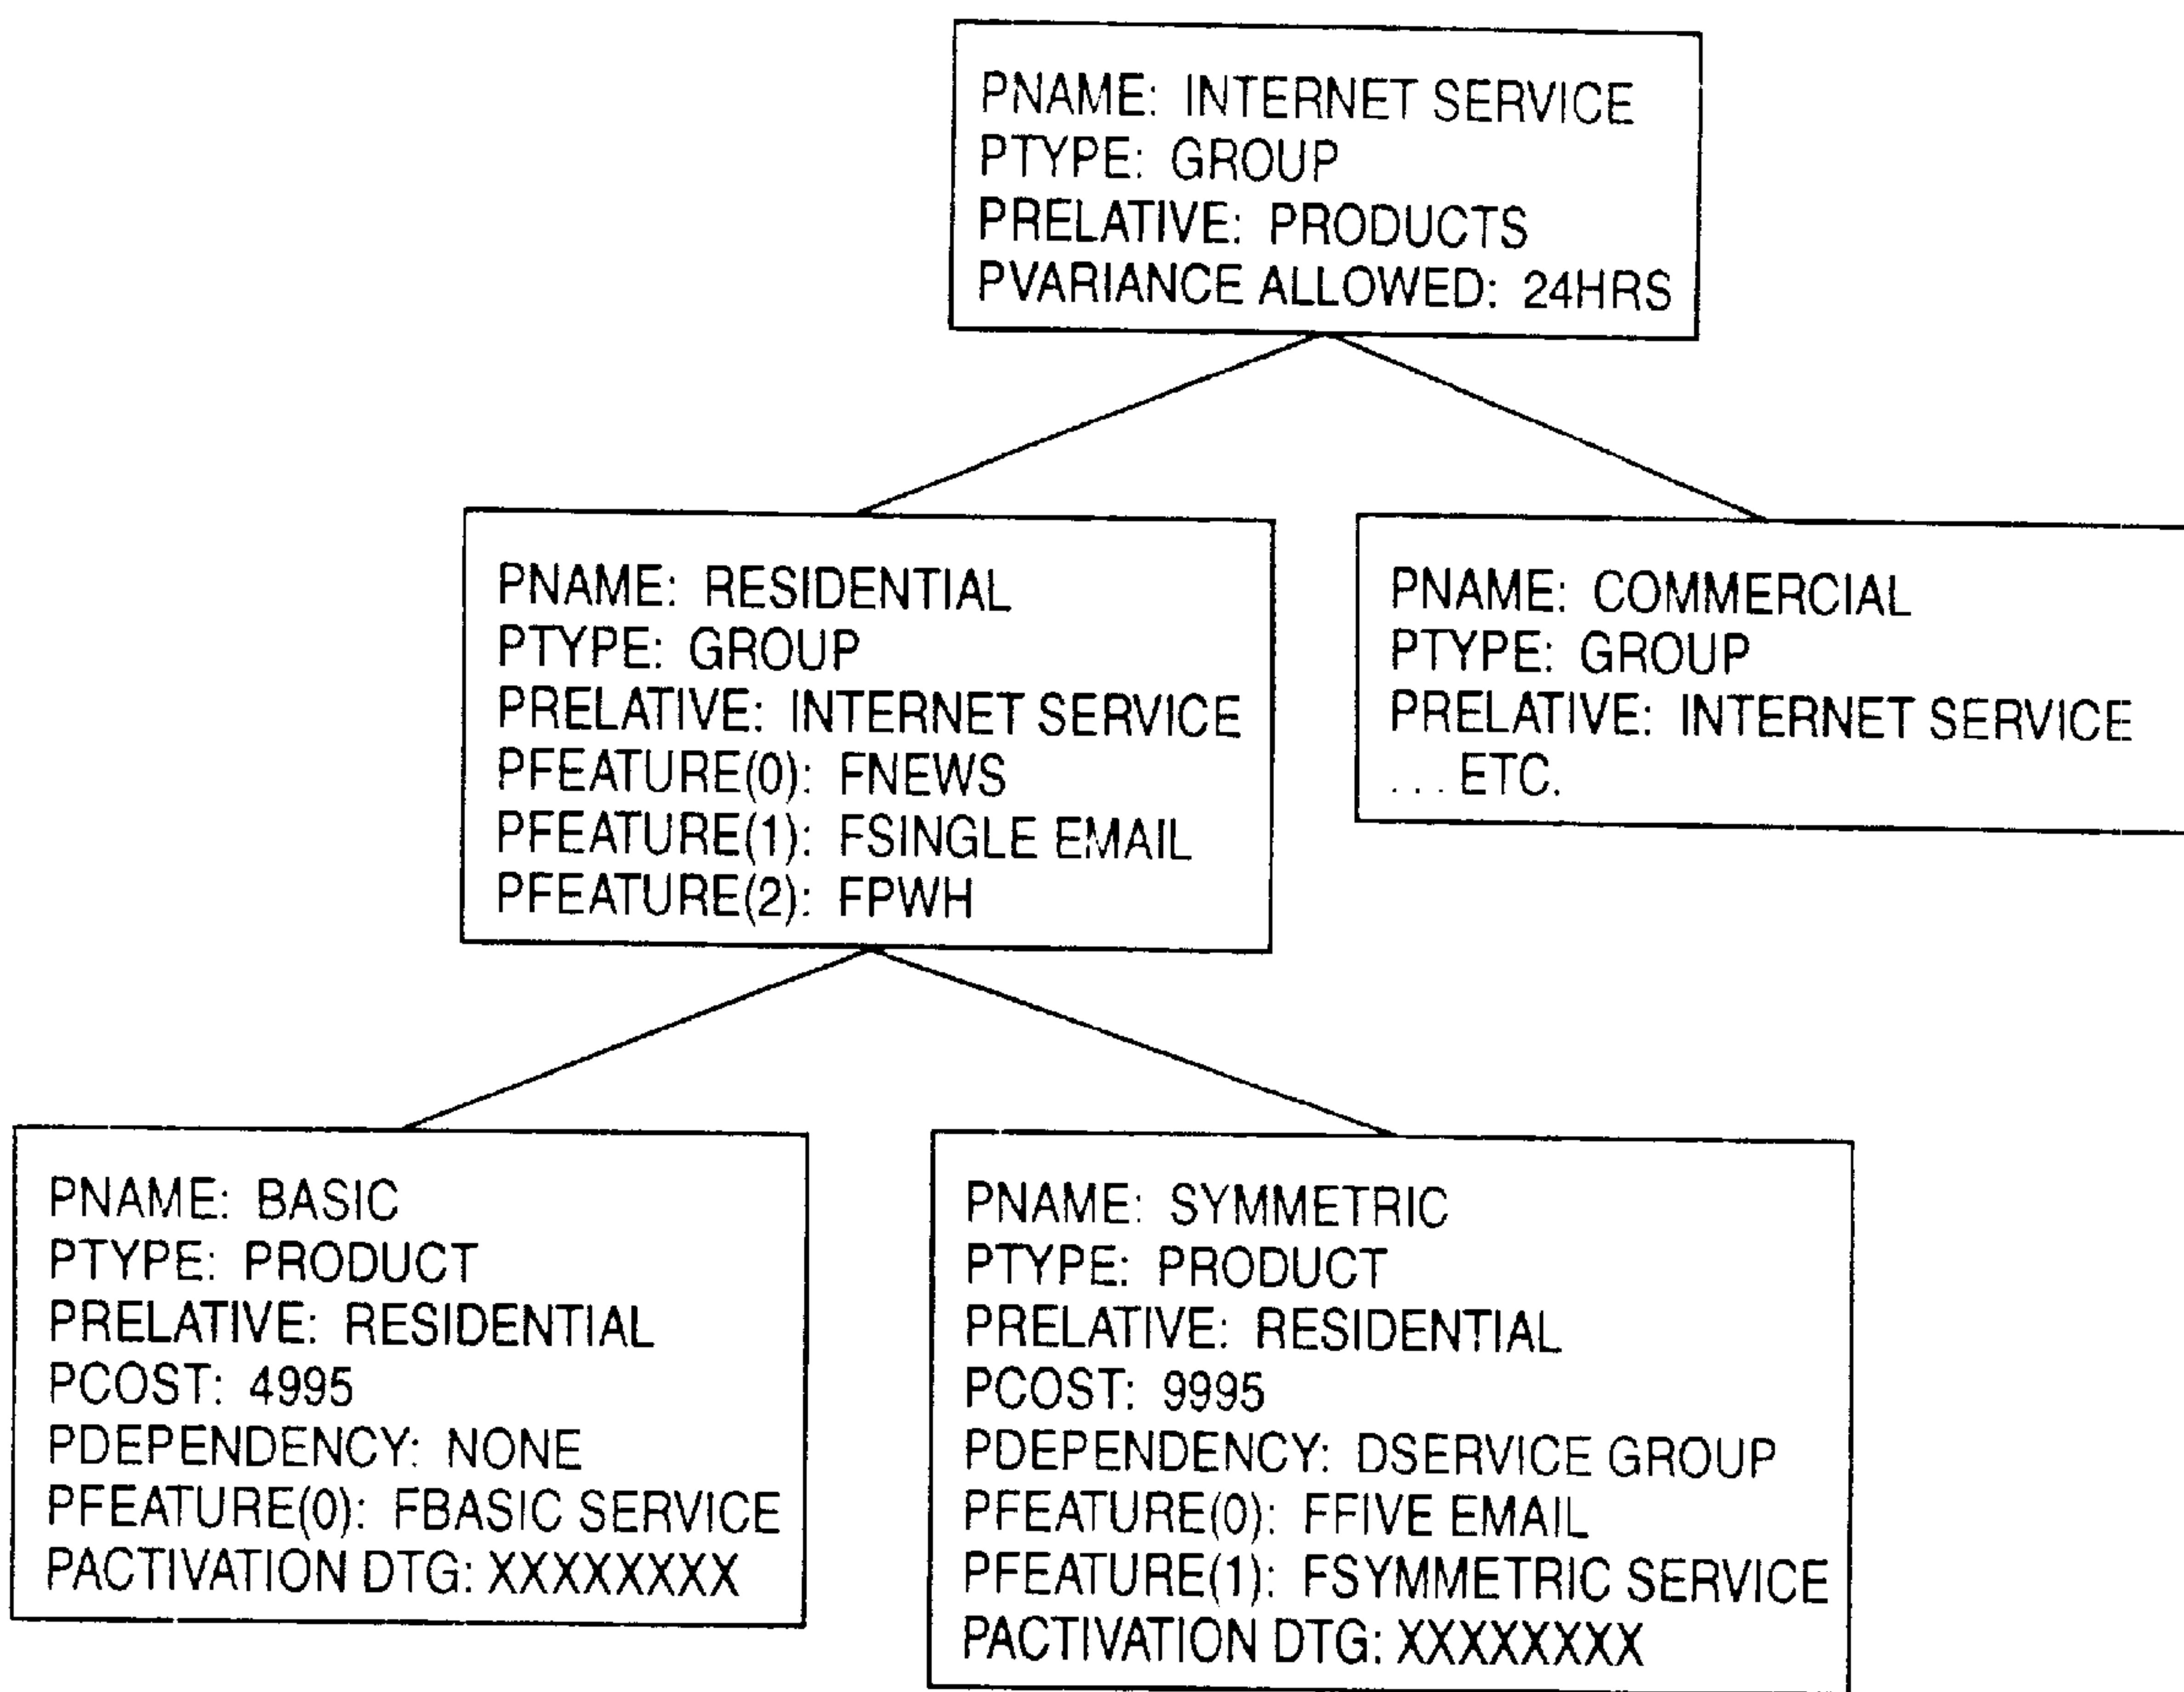 PNAME: INTERNET SERVICE
PTYPE: GROUP
PRELATIVE: PRODUCTS
PVARIANCE ALLOWED: 24HRS
PNAME: RESIDENTIAL
PTYPE: GROUP
PRELATIVE: INTERNET SERVICE
PFEATURE(0): FNEWS
PFEATURE(1): FSINGLE EMAIL
PFEATURE(2): FPWH
PNAME: COMMERCIAL
PTYPE: GROUP
PRELATIVE: INTERNET SERVICE
... ETC.
PNAME: BASIC
PTYPE: PRODUCT
PRELATIVE: RESIDENTIAL
PCOST: 4995
PDEPENDENCY: NONE
PFEATURE(0): FBASIC SERVICE
PACTIVATION DTG: XXXXXXXX
PNAME: SYMMETRIC
PTYPE: PRODUCT
PRELATIVE: RESIDENTIAL
PCOST: 9995
PDEPENDENCY: DSERVICE GROUP
PFEATURE(0): FFIVE EMAIL
PFEATURE(1): FSYMMETRIC SERVICE
PACTIVATION DTG: XXXXXXXX